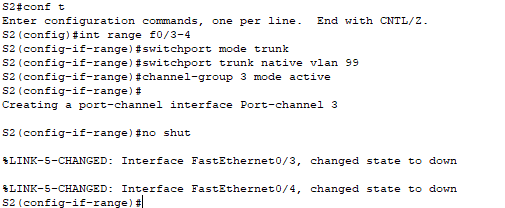 S2#conf t
Enter configuration commands, one per line.  End with CNTL/Z.
S2(config)#int range f0/3-4
S2(config-if-range)#switchport mode trunk
S2(config-if-range)#switchport trunk native vlan 99
S2(config-if-range)#channel-group 3 mode active
S2(config-if-range)#
Creating a port-channel interface Port-channel 3
S2(config-if-range)#no shut
%LINK-5-CHANGED: Interface FastEthernet0/3, changed state to down
%LINK-5-CHANGED: Interface FastEthernet0/4, changed state to down
S2(config-if-range)#